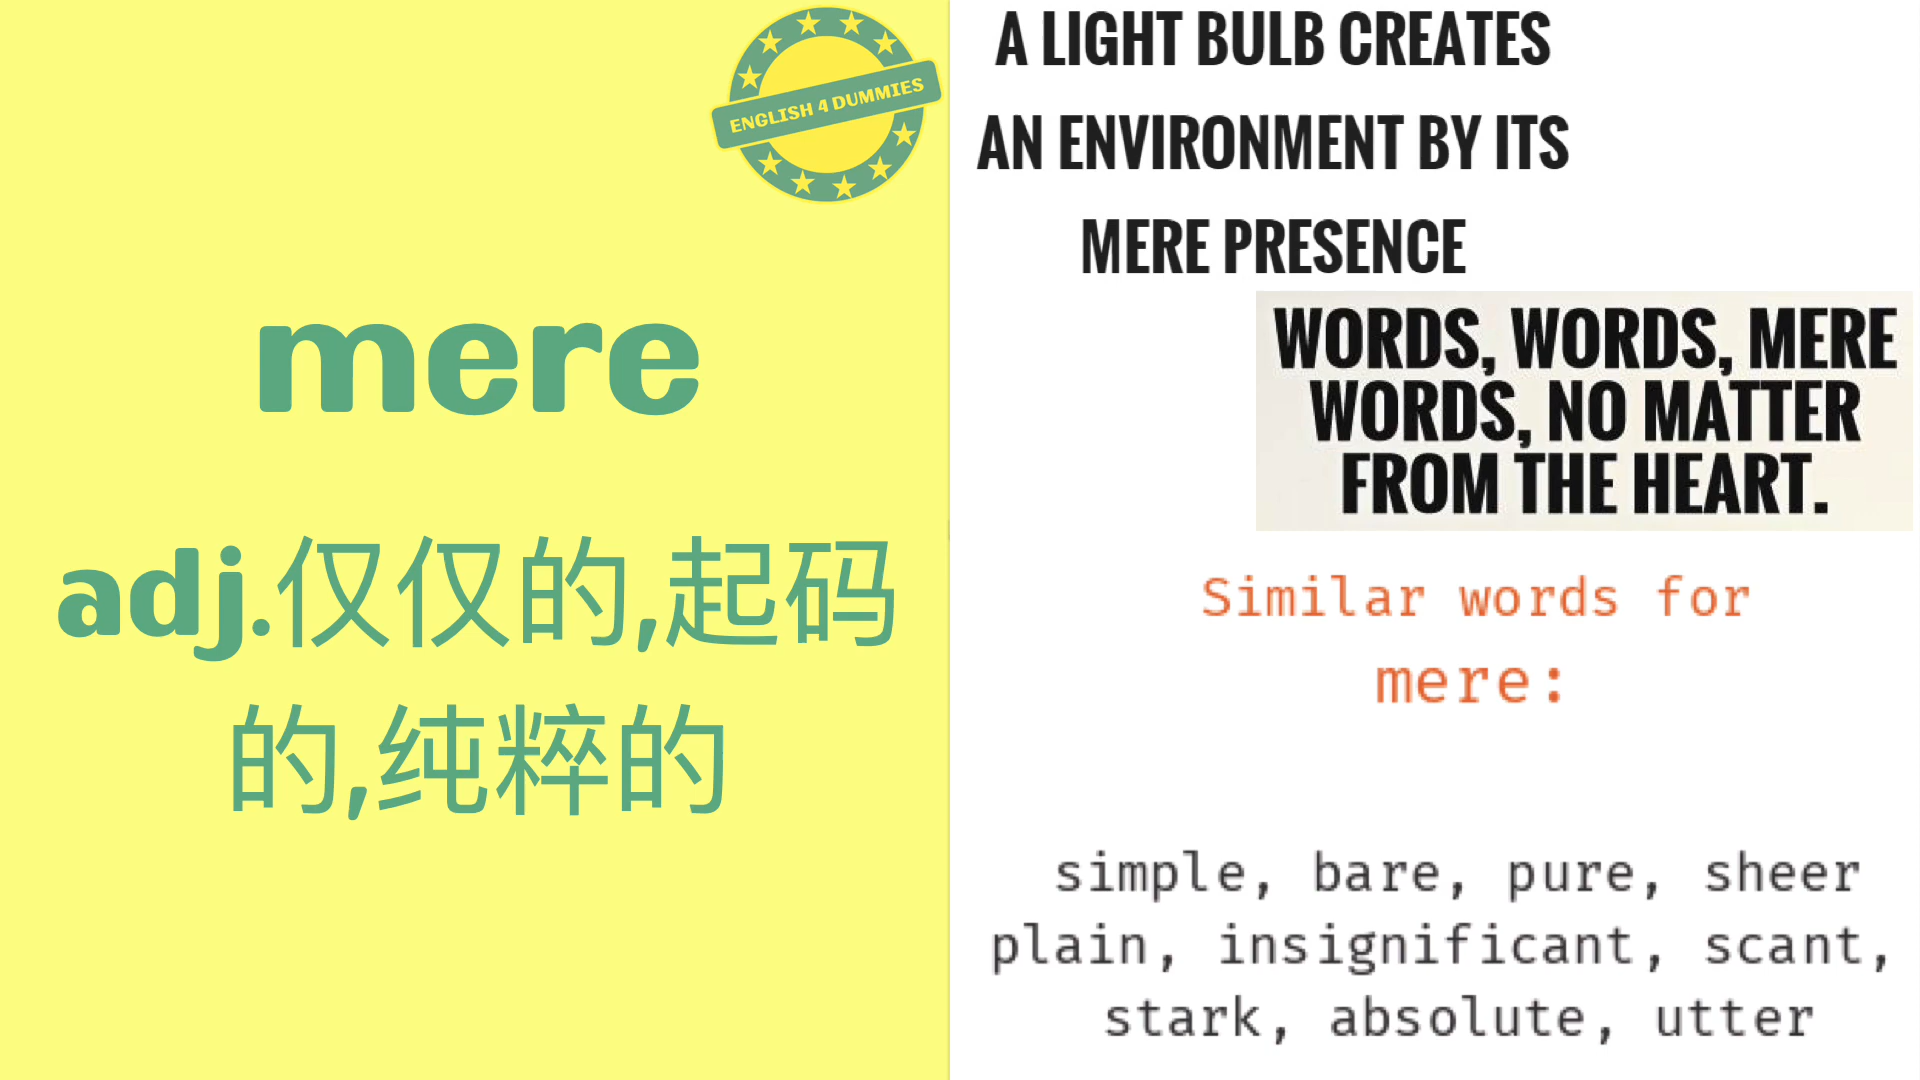 ENGLISH 4 DUMMIES
mere
adj.仅仅的,起码
的,纯粹的
A LIGHT BULB CREATES
AN ENVIRONMENT BY ITS
MERE PRESENCE
WORDS, WORDS, MERE
WORDS, NO MATTER
FROM THE HEART.
Similar words for
mere:
simple, bare, pure, sheer
plain, insignificant, scant,
stark, absolute, utter